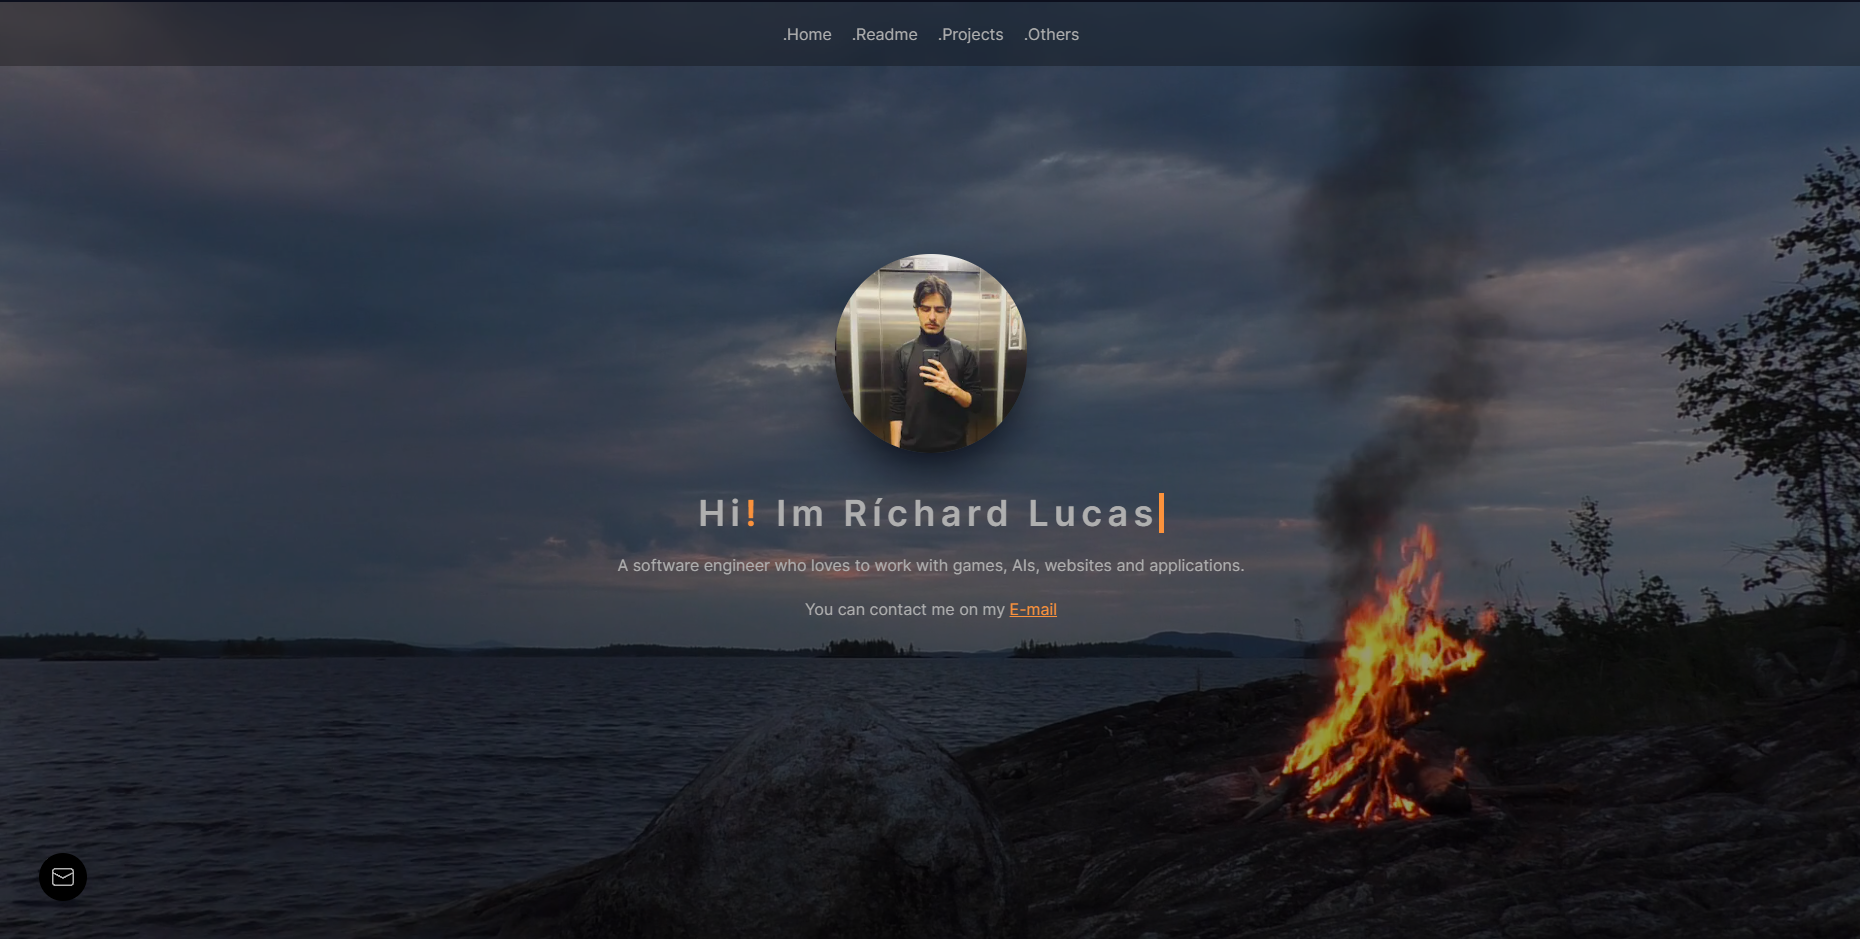 .Home .Readme .Projects .Others
Hi! Im Ríchard Lucas
A software engineer who loves to work with games, AIs, websites and applications.
You can contact me on my E-mail